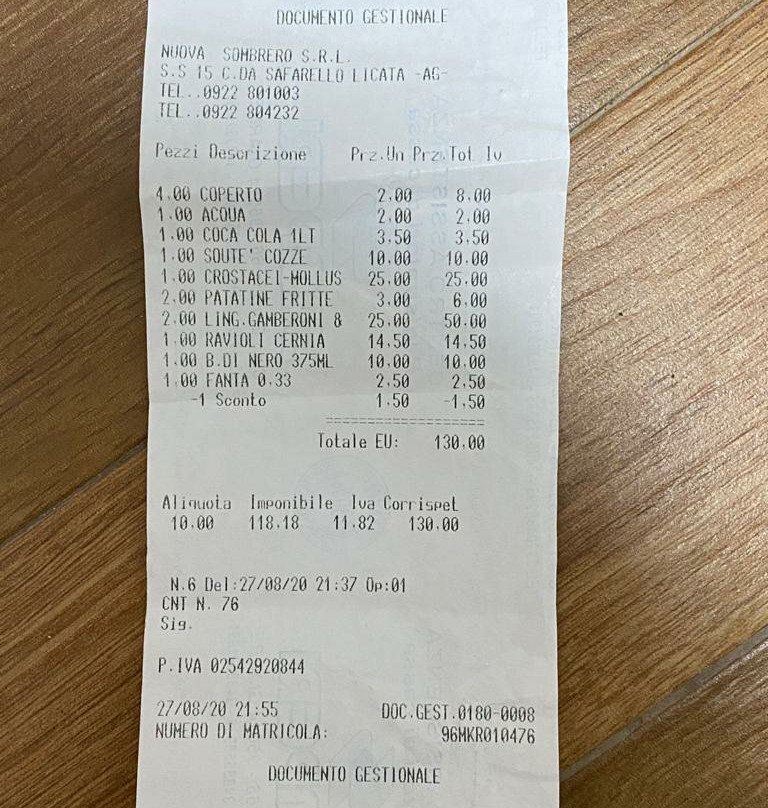 DOCUMENTO GESTIONALE
NUOVA SOMBRERO S.R.L.
S.S 15 C.DA SAFARELLO LICATA -AG-
TEL..0922 801003
TEL..0922 804232
Pezzi Descrizione Prz.Un Prz.Tot Iv
4.00 COPERTO 2.00 8.00
1.00 ACQUA 2.00 2.00
1.00 COCA COLA 1LT 3.50 3.50
1.00 SOUTE' COZZE 10.00 10.00
1.00 CROSTACEI-MOLLUS 25.00 25.00
2.00 PATATINE FRITTE 3.00 6.00
2.00 LING.GAMBERONI & 25.00 50.00
1.00 RAVIOLI CERNIA 14.50 14.50
1.00 B.DI NERO 375ML 10.00 10.00
1.00 FANTA 0.33 2.50 2.50
-1 Sconto 1.50 -1.50
====================
Totale EU: 130.00
Aliquota Imponibile Iva Corrispet
10.00 118.18 11.82 130.00
N.6 Del:27/08/20 21:37 Op:01
CNT N. 76
Sig.
P.IVA 02542920844
27/08/20 21:55 DOC.GEST.0180-0008
NUMERO DI MATRICOLA: 96MKR010476
DOCUMENTO GESTIONALE